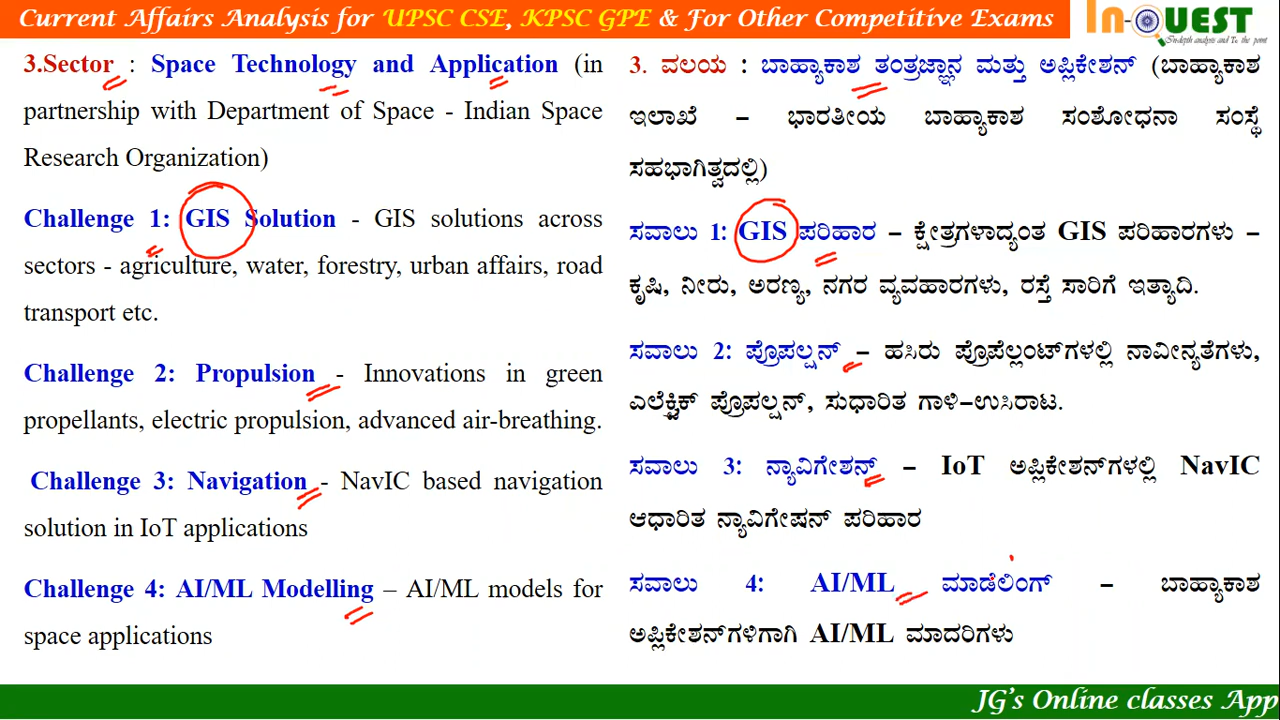 Current Affairs Analysis for UPSC CSE, KPSC GPE & For Other Competitive Exams
In-QUEST
In-depth analysis and To the point
3.Sector : Space Technology and Application (in
partnership with Department of Space - Indian Space
Research Organization)
Challenge 1: GIS Solution - GIS solutions across
sectors - agriculture, water, forestry, urban affairs, road
transport etc.
Challenge 2: Propulsion - Innovations in green
propellants, electric propulsion, advanced air-breathing.
Challenge 3: Navigation - NavIC based navigation
solution in IoT applications
Challenge 4: AI/ML Modelling – AI/ML models for
space applications
3. ವಲಯ : ಬಾಹ್ಯಾಕಾಶ ತಂತ್ರಜ್ಞಾನ ಮತ್ತು ಅಪ್ಲಿಕೇಶನ್ (ಬಾಹ್ಯಾಕಾಶ
ಇಲಾಖೆ – ಭಾರತೀಯ ಬಾಹ್ಯಾಕಾಶ ಸಂಶೋಧನಾ ಸಂಸ್ಥೆ
ಸಹಭಾಗಿತ್ವದಲ್ಲಿ)
ಸವಾಲು 1: GIS ಪರಿಹಾರ – ಕ್ಷೇತ್ರಗಳಾದ್ಯಂತ GIS ಪರಿಹಾರಗಳು –
ಕೃಷಿ, ನೀರು, ಅರಣ್ಯ, ನಗರ ವ್ಯವಹಾರಗಳು, ರಸ್ತೆ ಸಾರಿಗೆ ಇತ್ಯಾದಿ.
ಸವಾಲು 2: ಪ್ರೊಪಲ್ಷನ್ – ಹಸಿರು ಪ್ರೊಪೆಲ್ಲಂಟ್‌ಗಳಲ್ಲಿ ನಾವೀನ್ಯತೆಗಳು,
ಎಲೆಕ್ಟ್ರಿಕ್ ಪ್ರೊಪಲ್ಷನ್, ಸುಧಾರಿತ ಗಾಳಿ–ಉಸಿರಾಟ.
ಸವಾಲು 3: ನ್ಯಾವಿಗೇಶನ್ – IoT ಅಪ್ಲಿಕೇಶನ್‌ಗಳಲ್ಲಿ NavIC
ಆಧಾರಿತ ನ್ಯಾವಿಗೇಷನ್ ಪರಿಹಾರ
ಸವಾಲು 4: AI/ML ಮಾಡೆಲಿಂಗ್ – ಬಾಹ್ಯಾಕಾಶ
ಅಪ್ಲಿಕೇಶನ್‌ಗಳಿಗಾಗಿ AI/ML ಮಾದರಿಗಳು
JG's Online classes App